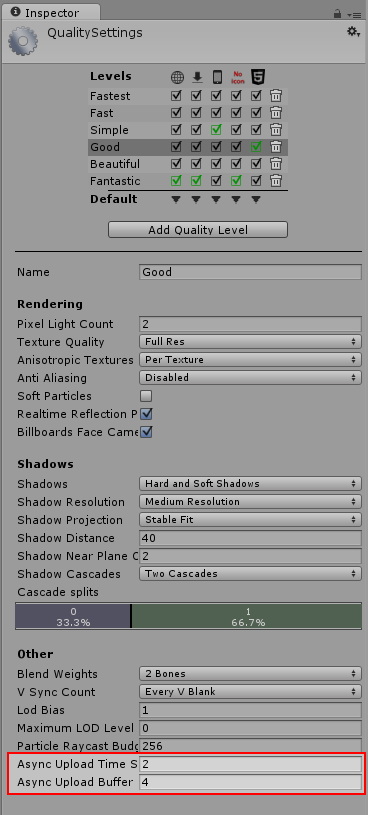 Inspector
QualitySettings
Levels No icon
Fastest
Fast
Simple
Good
Beautiful
Fantastic
Default
Add Quality Level
Name Good
Rendering
Pixel Light Count 2
Texture Quality Full Res
Anisotropic Textures Per Texture
Anti Aliasing Disabled
Soft Particles
Realtime Reflection P
Billboards Face Came
Shadows
Shadows Hard and Soft Shadows
Shadow Resolution Medium Resolution
Shadow Projection Stable Fit
Shadow Distance 40
Shadow Near Plane O 2
Shadow Cascades Two Cascades
Cascade splits
0 1
33.3% 66.7%
Other
Blend Weights 2 Bones
V Sync Count Every V Blank
Lod Bias 1
Maximum LOD Level 0
Particle Raycast Budg 256
Async Upload Time S 2
Async Upload Buffer 4